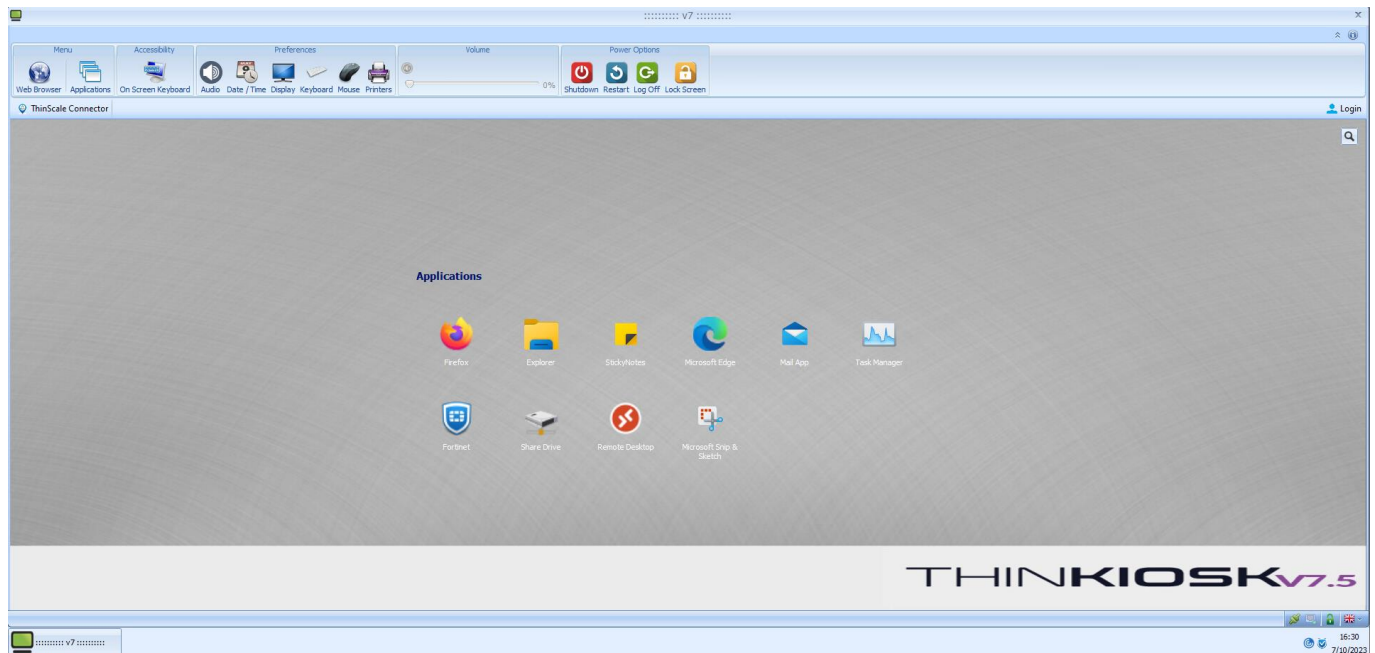 :::::::::: v7 ::::::::::
Menu
Accessibility
Preferences
Volume
Power Options
Web Browser
Applications
On Screen Keyboard
Audio
Date / Time
Display
Keyboard
Mouse
Printers
0%
Shutdown
Restart
Log Off
Lock Screen
ThinScale Connector
Login
Applications
Firefox
Explorer
StickyNotes
Microsoft Edge
Mail App
Task Manager
Fortinet
Share Drive
Remote Desktop
Microsoft Snip &
Sketch
THINKIOSKV7.5
:::::::::: v7 ::::::::::
16:30
7/10/2023